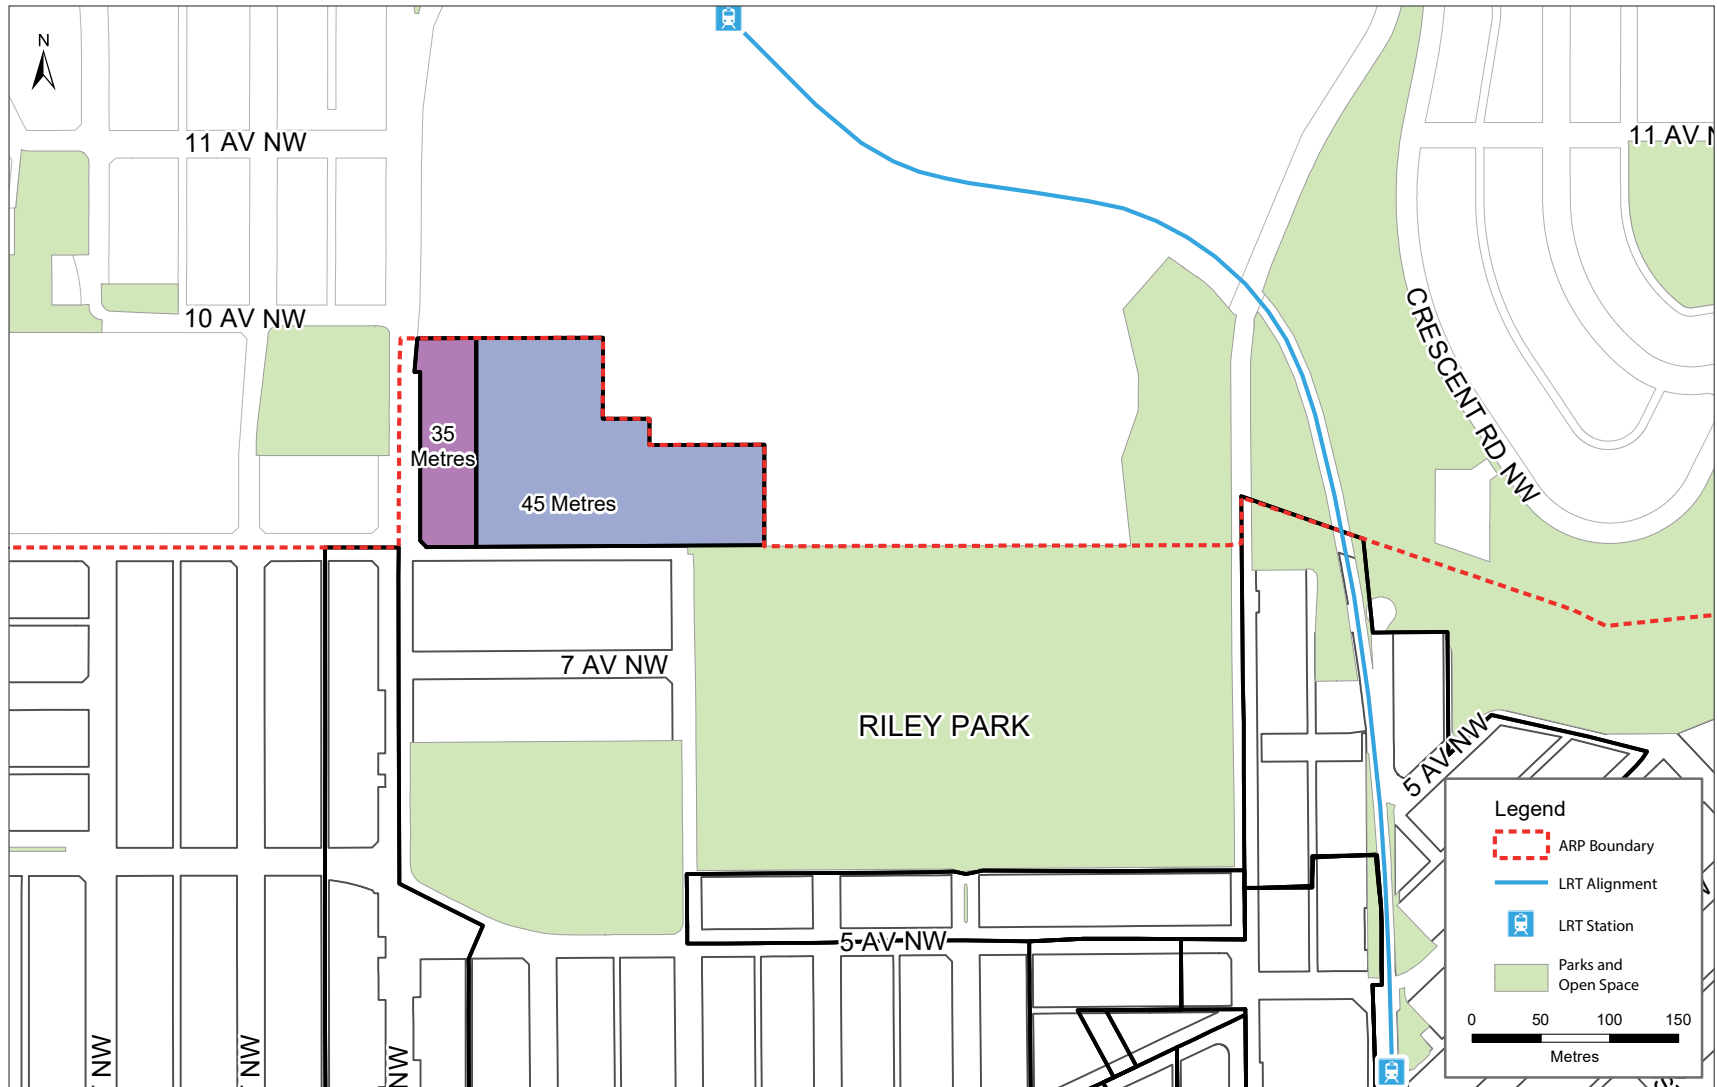 N
11 AV NW
11 AV N
10 AV NW
CRESCENT RD NW
35
Metres
45 Metres
7 AV NW
RILEY PARK
5 AV NW
5 AV NW
NW
NW
NW
Legend
ARP Boundary
LRT Alignment
LRT Station
Parks and
Open Space
0 50 100 150
Metres